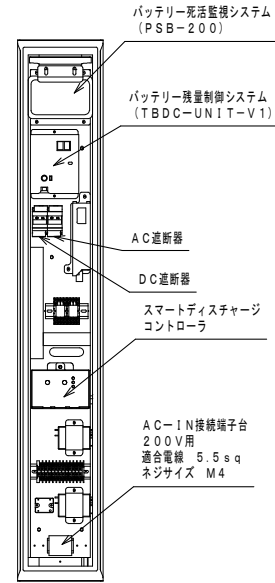 バッテリー死活監視システム
(PSB-200)
バッテリー残量制御システム
(TBDC-UNIT-V1)
AC遮断器
DC遮断器
スマートディスチャージ
コントローラ
AC-IN接続端子台
200V用
適合電線 5.5sq
ネジサイズ M4